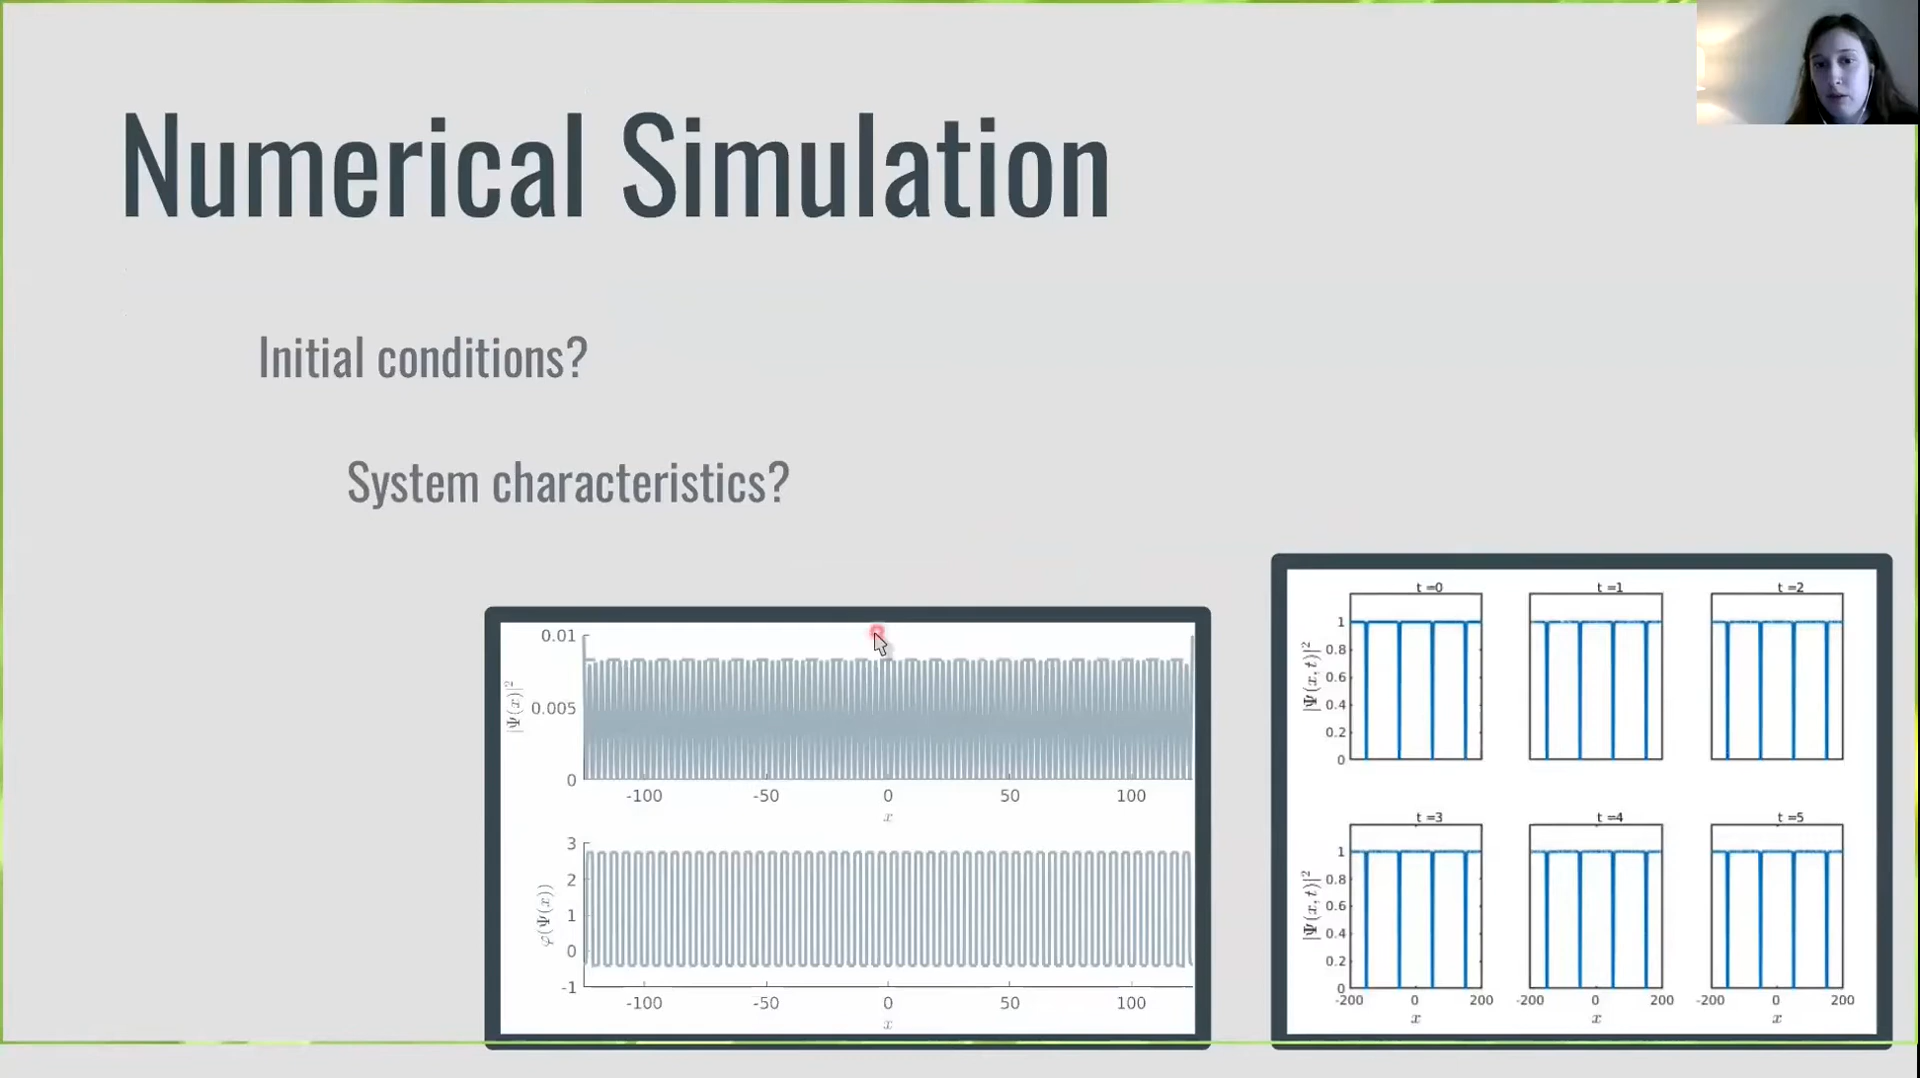 Numerical Simulation
Initial conditions?
System characteristics?
0.01
0.005
0
|Ψ(x)|²
-100 -50 0 50 100
x
3
2
1
0
-1
φ(Ψ(x))
-100 -50 0 50 100
x
t =0 t =1 t =2
1
0.8
0.6
0.4
0.2
0
|Ψ(x,t)|²
t =3 t =4 t =5
1
0.8
0.6
0.4
0.2
0
|Ψ(x,t)|²
-200 0 200 -200 0 200 -200 0 200
x x x